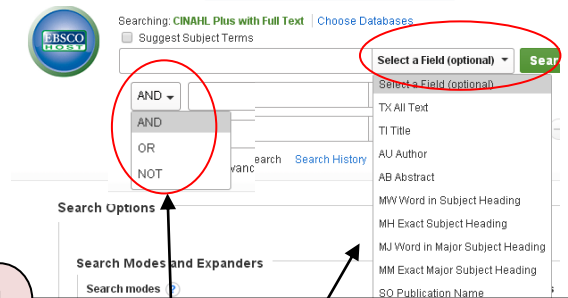 EBSCO
HOST
Searching: CINAHL Plus with Full Text Choose Databases
Suggest Subject Terms
Select a Field (optional)
Sear
Select a Field (optional)
AND
AND
OR
NOT
TX All Text
TI Title
AU Author
AB Abstract
MW Word in Subject Heading
MH Exact Subject Heading
MJ Word in Major Subject Heading
MM Exact Major Subject Heading
SO Publication Name
earch Search History
Search Options
Search Modes and Expanders
Search modes ?